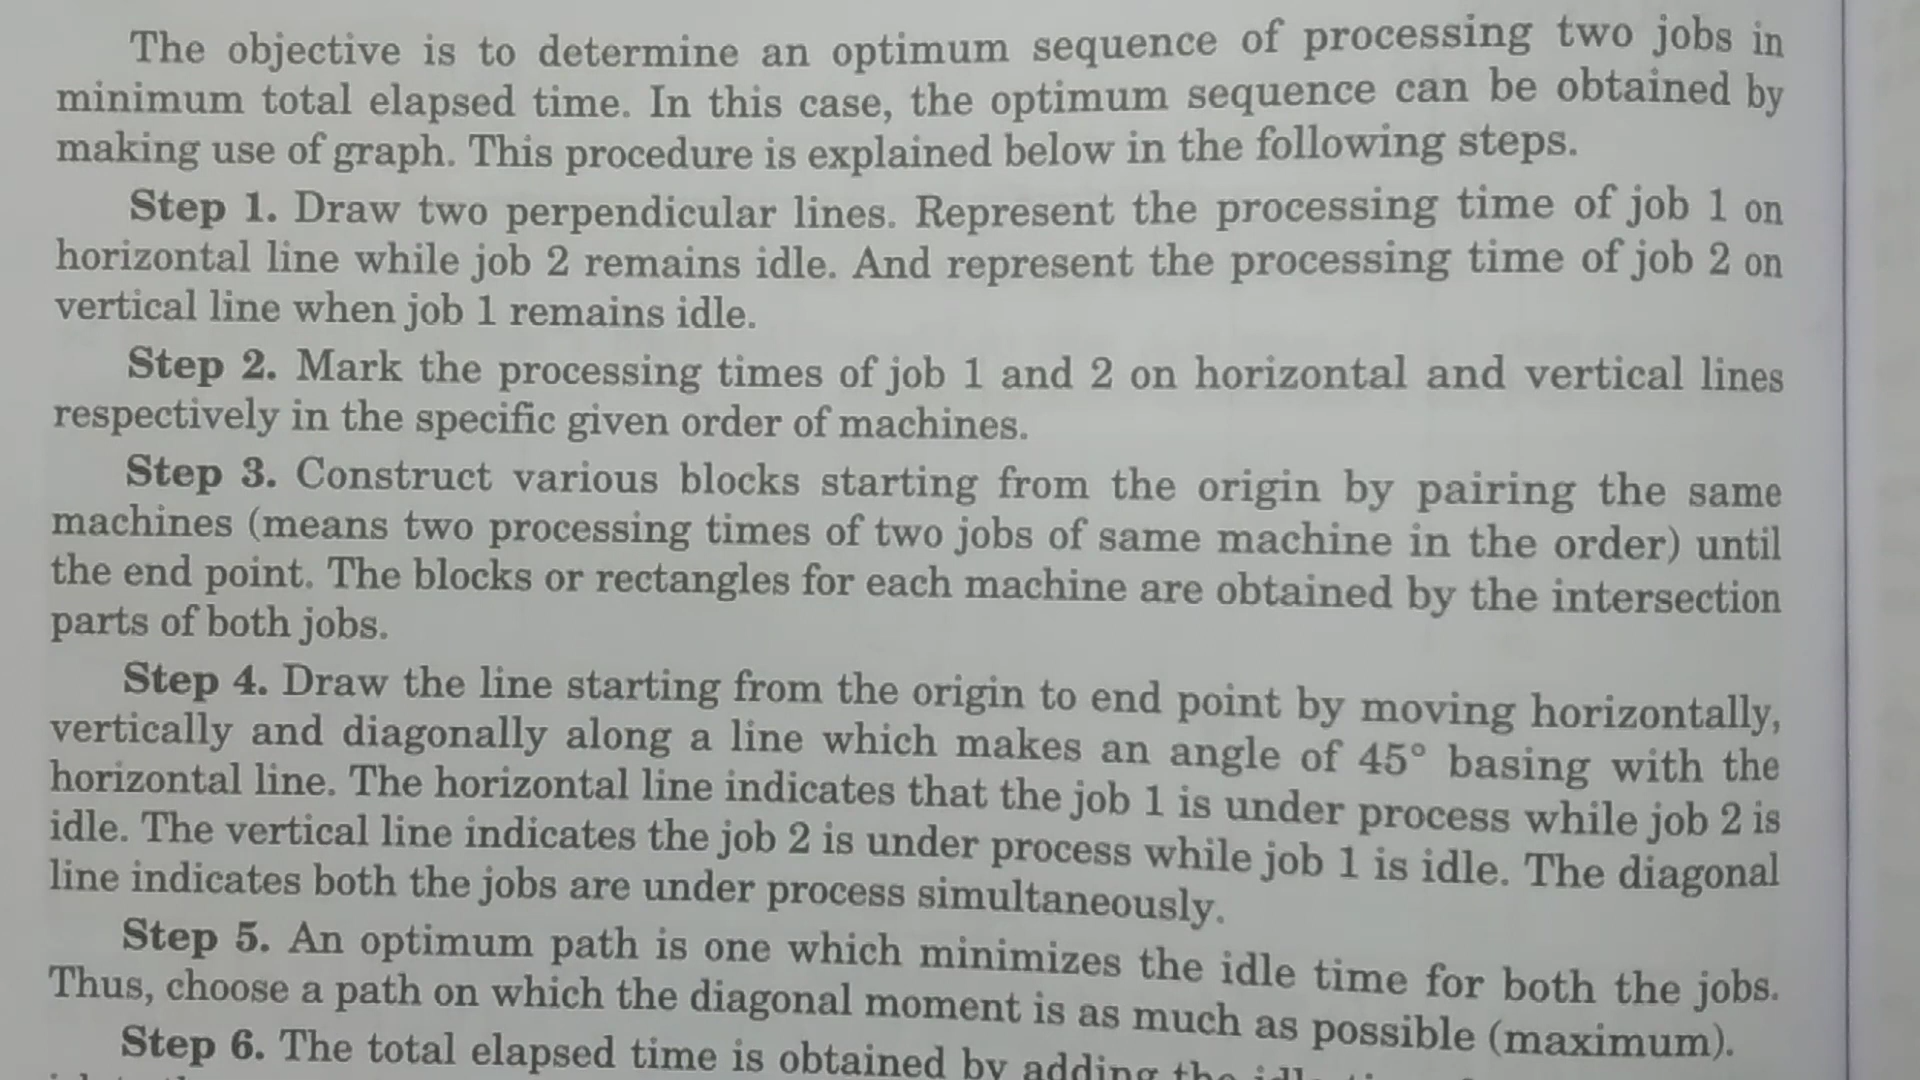 The objective is to determine an optimum sequence of processing two jobs in
minimum total elapsed time. In this case, the optimum sequence can be obtained by
making use of graph. This procedure is explained below in the following steps.
Step 1. Draw two perpendicular lines. Represent the processing time of job 1 on
horizontal line while job 2 remains idle. And represent the processing time of job 2 on
vertical line when job 1 remains idle.
Step 2. Mark the processing times of job 1 and 2 on horizontal and vertical lines
respectively in the specific given order of machines.
Step 3. Construct various blocks starting from the origin by pairing the same
machines (means two processing times of two jobs of same machine in the order) until
the end point. The blocks or rectangles for each machine are obtained by the intersection
parts of both jobs.
Step 4. Draw the line starting from the origin to end point by moving horizontally,
vertically and diagonally along a line which makes an angle of 45° basing with the
horizontal line. The horizontal line indicates that the job 1 is under process while job 2 is
idle. The vertical line indicates the job 2 is under process while job 1 is idle. The diagonal
line indicates both the jobs are under process simultaneously.
Step 5. An optimum path is one which minimizes the idle time for both the jobs.
Thus, choose a path on which the diagonal moment is as much as possible (maximum).
Step 6. The total elapsed time is obtained by adding the